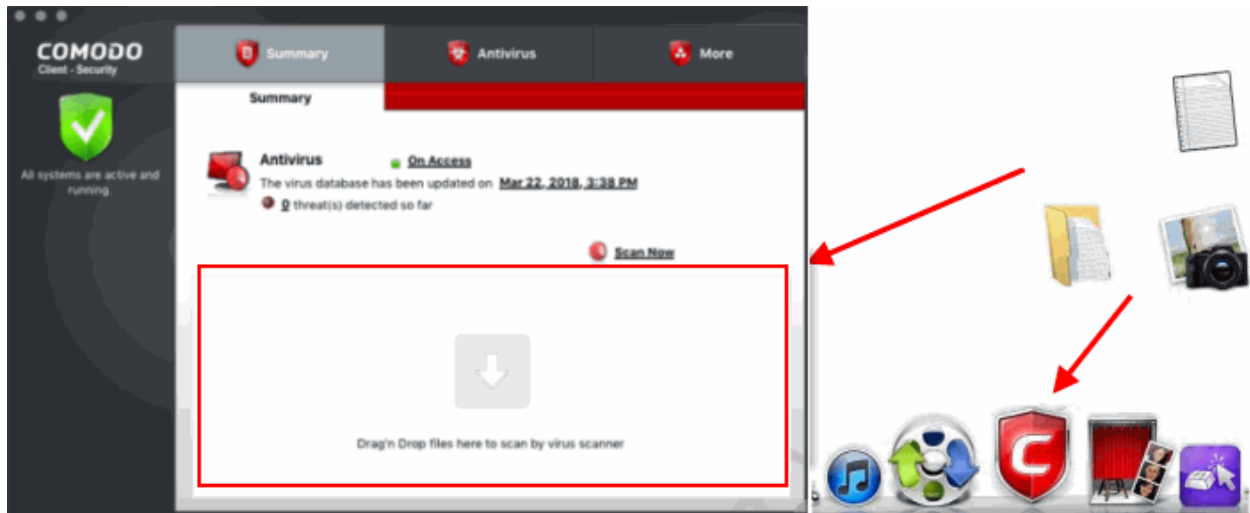 COMODO
Client - Security
Summary
Antivirus
More
Summary
All systems are active and
running.
Antivirus
On Access
The virus database has been updated on Mar 22, 2018, 3:38 PM
0 threat(s) detected so far
Scan Now
Drag'n Drop files here to scan by virus scanner
C